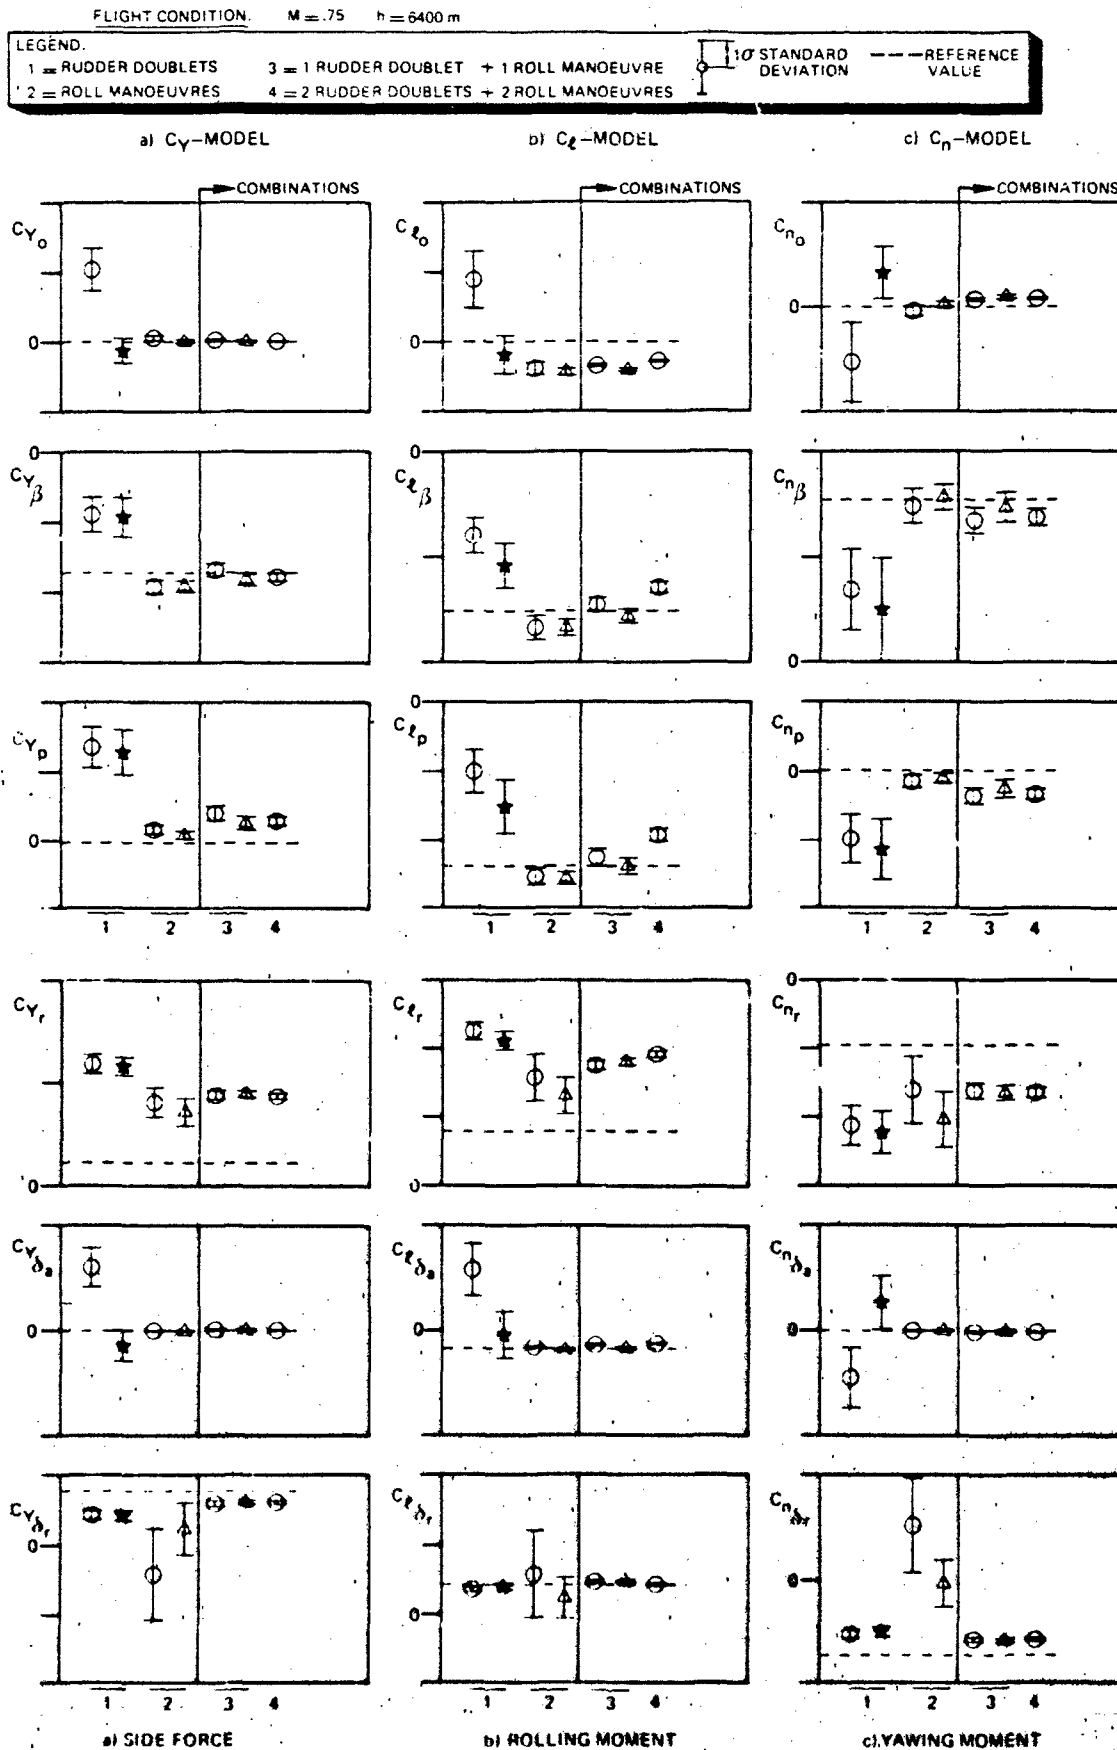 FLIGHT CONDITION. M = .75 h = 6400 m
LEGEND.
1 = RUDDER DOUBLETS 3 = 1 RUDDER DOUBLET + 1 ROLL MANOEUVRE 1σ STANDARD DEVIATION --- REFERENCE VALUE
2 = ROLL MANOEUVRES 4 = 2 RUDDER DOUBLETS + 2 ROLL MANOEUVRES
a) CY-MODEL b) Cℓ-MODEL c) Cn-MODEL
COMBINATIONS COMBINATIONS COMBINATIONS
CYo Cℓo Cno
0 0 0
CYβ Cℓβ Cnβ
0 0 0
CYp Cℓp Cnp
0 0 0
1 2 3 4 1 2 3 4 1 2 3 4
CYr Cℓr Cnr
0 0 0
CYδa Cℓδa Cnδa
0 0 0
CYδr Cℓδr Cnδr
0 0 0
1 2 3 4 1 2 3 4 1 2 3 4
a) SIDE FORCE b) ROLLING MOMENT c) YAWING MOMENT